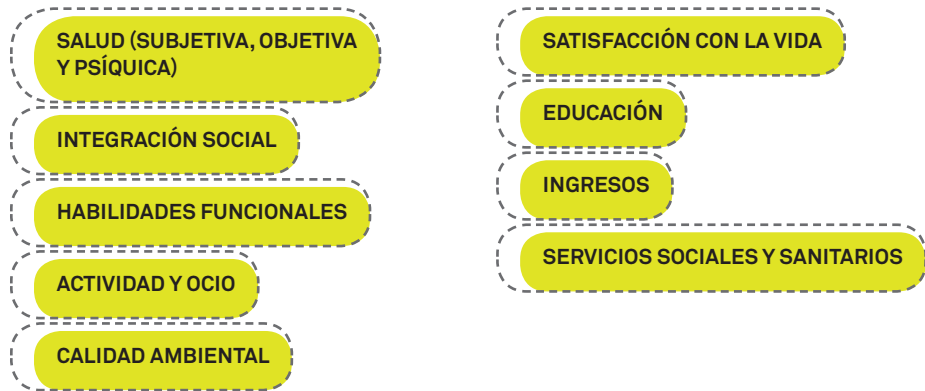 SALUD (SUBJETIVA, OBJETIVA
Y PSÍQUICA)
INTEGRACIÓN SOCIAL
HABILIDADES FUNCIONALES
ACTIVIDAD Y OCIO
CALIDAD AMBIENTAL
SATISFACCIÓN CON LA VIDA
EDUCACIÓN
INGRESOS
SERVICIOS SOCIALES Y SANITARIOS